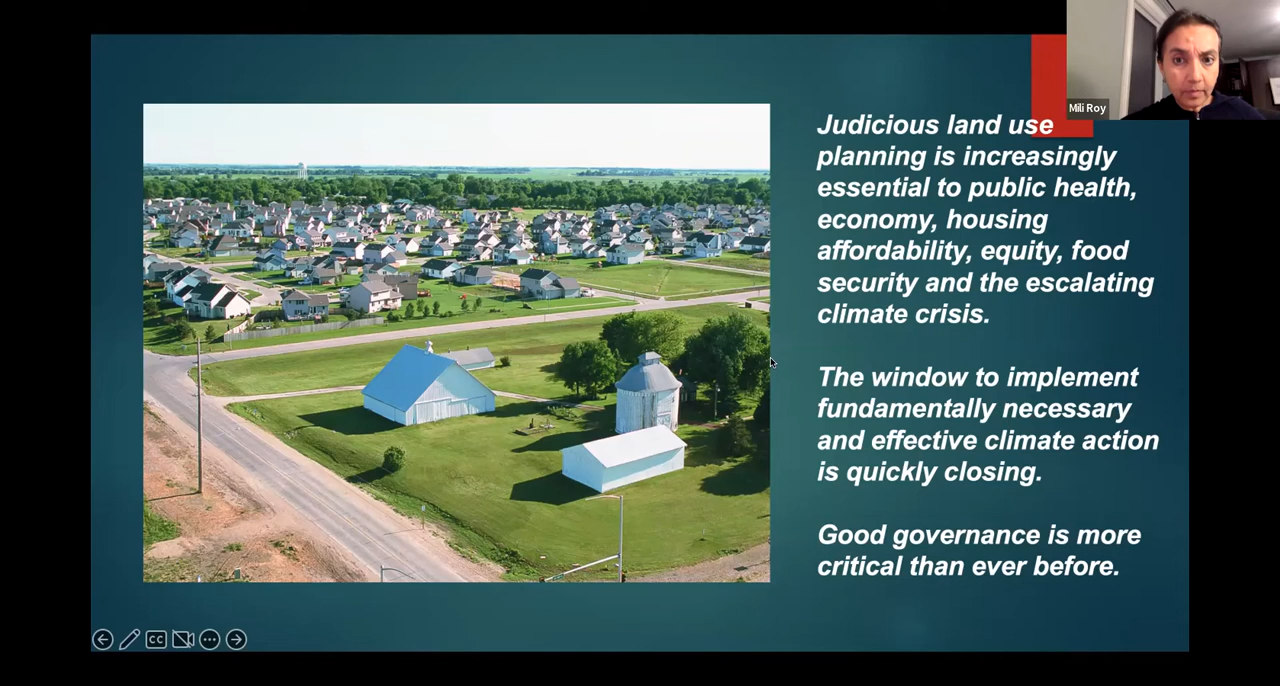 Mili Roy
Judicious land use
planning is increasingly
essential to public health,
economy, housing
affordability, equity, food
security and the escalating
climate crisis.
The window to implement
fundamentally necessary
and effective climate action
is quickly closing.
Good governance is more
critical than ever before.
CC